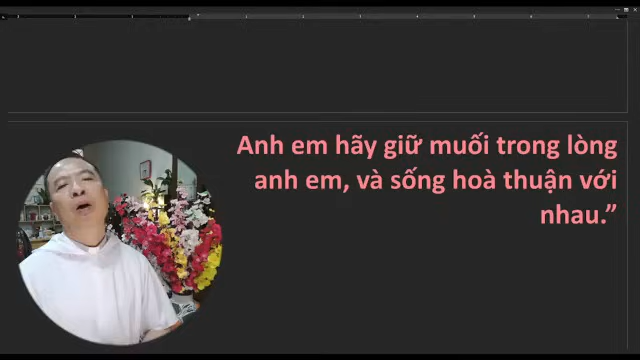 Anh em hãy giữ muối trong lòng
anh em, và sống hoà thuận với
nhau.”